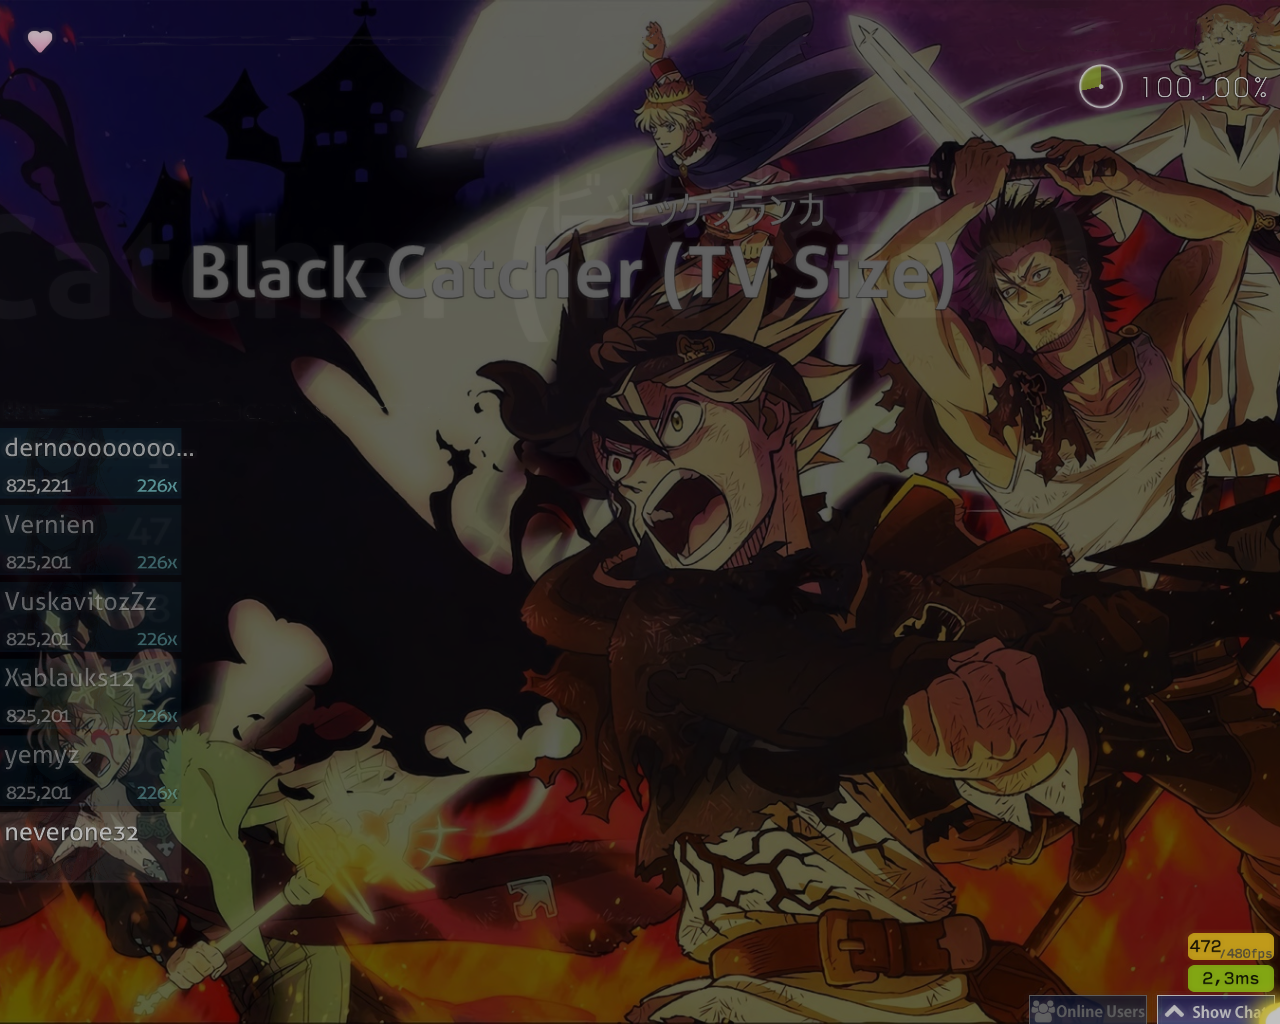 100.00%
ビッケブランカ
Black Catcher (TV Size)
dernoooooooo...
825,221 226x
Vernien
47
825,201 226x
VuskavitozZz
825,201 226x
Xablauks12
825,201 226x
yemyz
825,201 226x
neverone32
472/480fps
2,3ms
Online Users
Show Cha